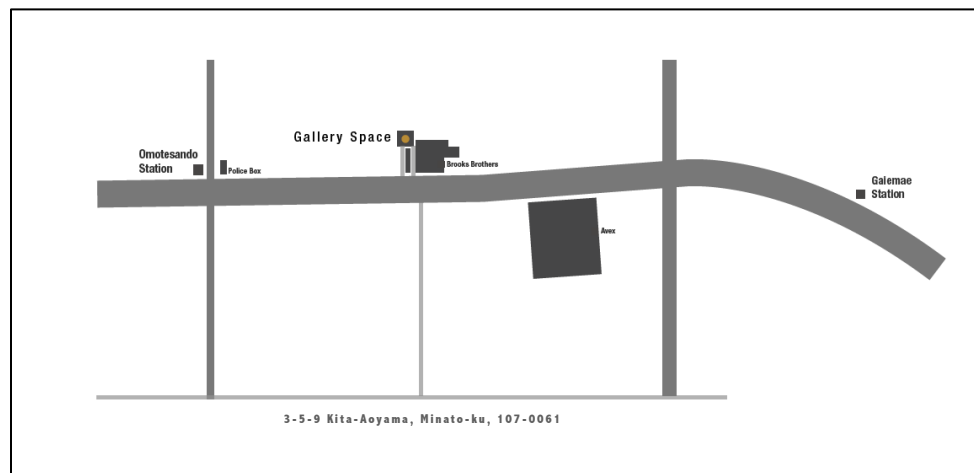 Gallery Space
Omotesando
Station
Police Box
Brooks Brothers
Gaiemae
Station
Avex
3-5-9 Kita-Aoyama, Minato-ku, 107-0061